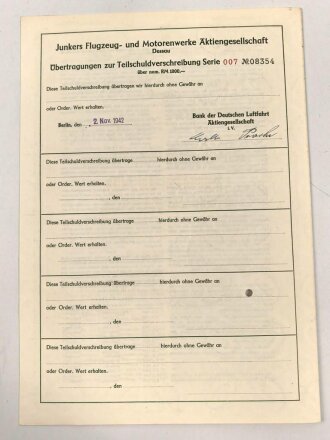 Junkers Flugzeug- und Motorenwerke Aktiengesellschaft
Dessau
Übertragungen zur Teilschuldverschreibung Serie 007 №08354
über nom. RM 1000,—
Diese Teilschuldverschreibung übertragen wir hierdurch ohne Gewähr an
oder Order. Wert erhalten.
Berlin, den 2. Nov. 1942
Bank der Deutschen Luftfahrt
Aktiengesellschaft
i.V.
Diese Teilschuldverschreibung übertrage hierdurch ohne Gewähr an
oder Order. Wert erhalten.
, den
Diese Teilschuldverschreibung übertrage hierdurch ohne Gewähr an
oder Order. Wert erhalten.
, den
Diese Teilschuldverschreibung übertrage hierdurch ohne Gewähr an
oder Order. Wert erhalten.
, den
Diese Teilschuldverschreibung übertrage hierdurch ohne Gewähr an
oder Order. Wert erhalten.
, den